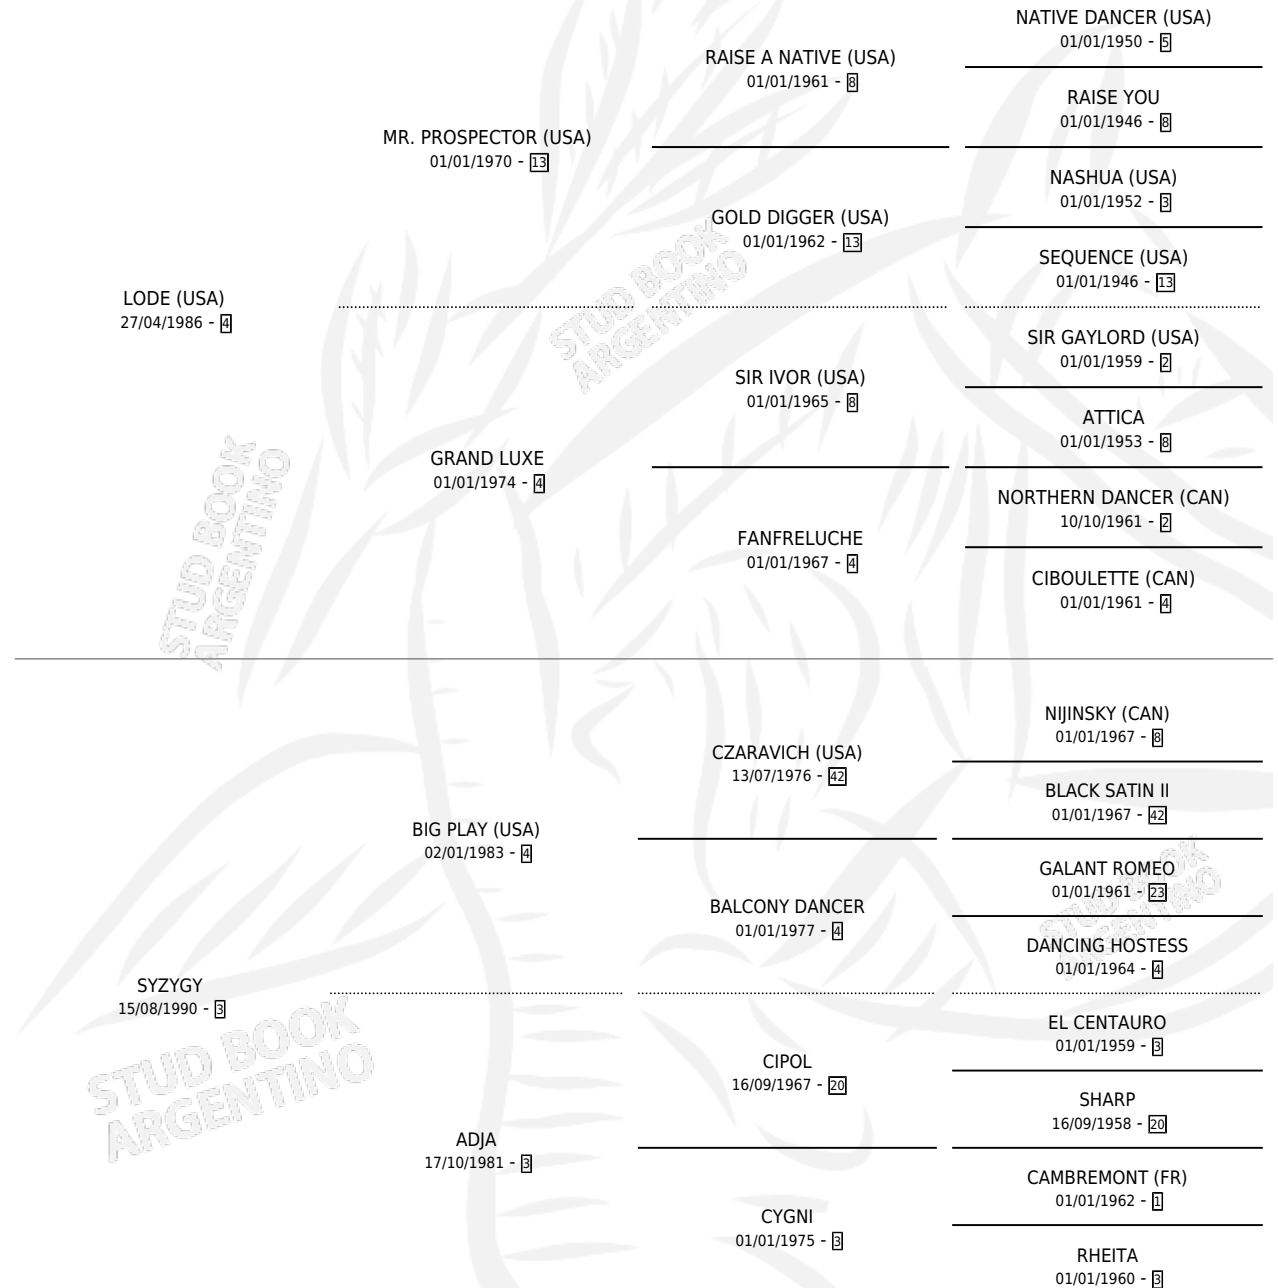 NATIVE DANCER (USA)
01/01/1950 - 5
RAISE A NATIVE (USA)
01/01/1961 - 8
RAISE YOU
01/01/1946 - 8
MR. PROSPECTOR (USA)
01/01/1970 - 13
NASHUA (USA)
01/01/1952 - 3
GOLD DIGGER (USA)
01/01/1962 - 13
SEQUENCE (USA)
01/01/1946 - 13
LODE (USA)
27/04/1986 - 4
SIR GAYLORD (USA)
01/01/1959 - 2
SIR IVOR (USA)
01/01/1965 - 8
ATTICA
01/01/1953 - 8
GRAND LUXE
01/01/1974 - 4
NORTHERN DANCER (CAN)
10/10/1961 - 2
FANFRELUCHE
01/01/1967 - 4
CIBOULETTE (CAN)
01/01/1961 - 4
NIJINSKY (CAN)
01/01/1967 - 8
CZARAVICH (USA)
13/07/1976 - 42
BLACK SATIN II
01/01/1967 - 42
BIG PLAY (USA)
02/01/1983 - 4
GALANT ROMEO
01/01/1961 - 23
BALCONY DANCER
01/01/1977 - 4
DANCING HOSTESS
01/01/1964 - 4
SYZYGY
15/08/1990 - 3
EL CENTAURO
01/01/1959 - 3
CIPOL
16/09/1967 - 20
SHARP
16/09/1958 - 20
ADJA
17/10/1981 - 3
CAMBREMONT (FR)
01/01/1962 - 1
CYGNI
01/01/1975 - 3
RHEITA
01/01/1960 - 3
STUD BOOK
ARGENTINO
STUD BOOK
ARGENTINO
STUD BOOK
ARGENTINO
STUD BOOK
ARGENTINO